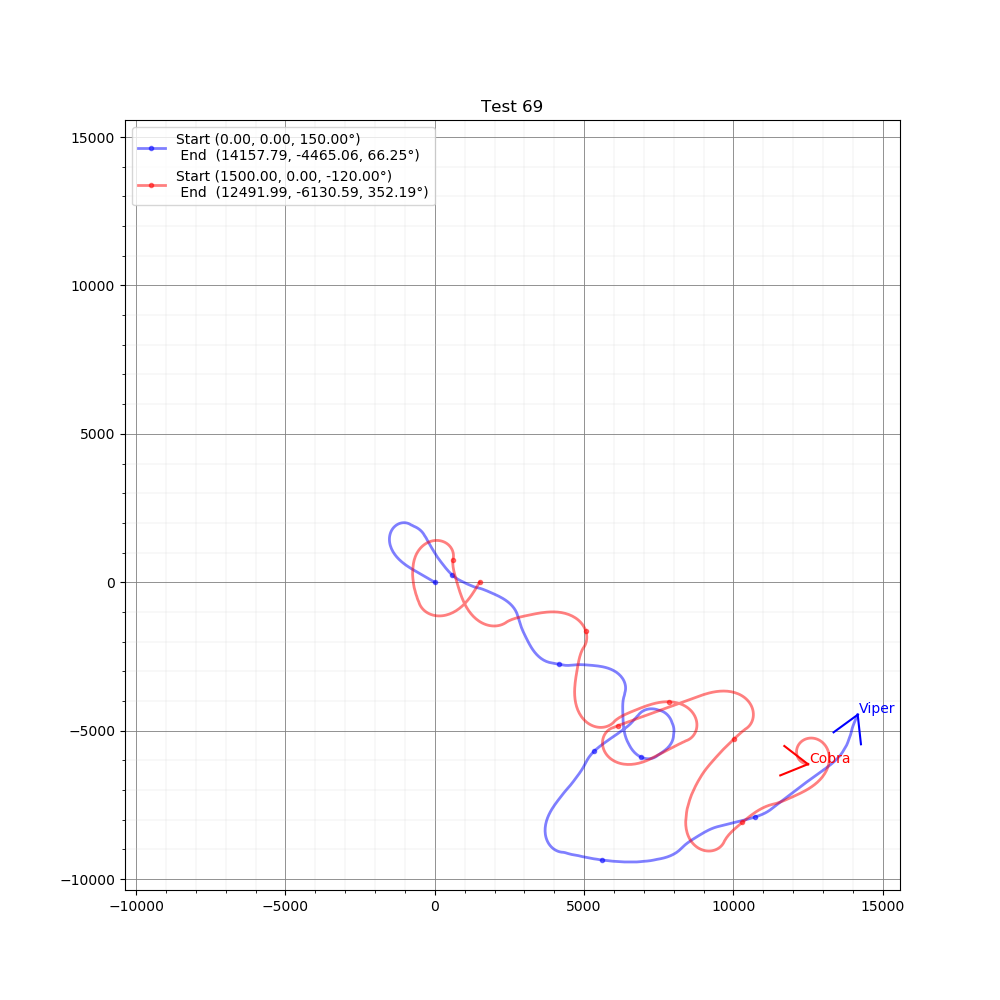 Test 69
Start (0.00, 0.00, 150.00°)
End  (14157.79, -4465.06, 66.25°)
Start (1500.00, 0.00, -120.00°)
End  (12491.99, -6130.59, 352.19°)
15000
10000
5000
0
−5000
−10000
Viper
Cobra
−10000
−5000
0
5000
10000
15000